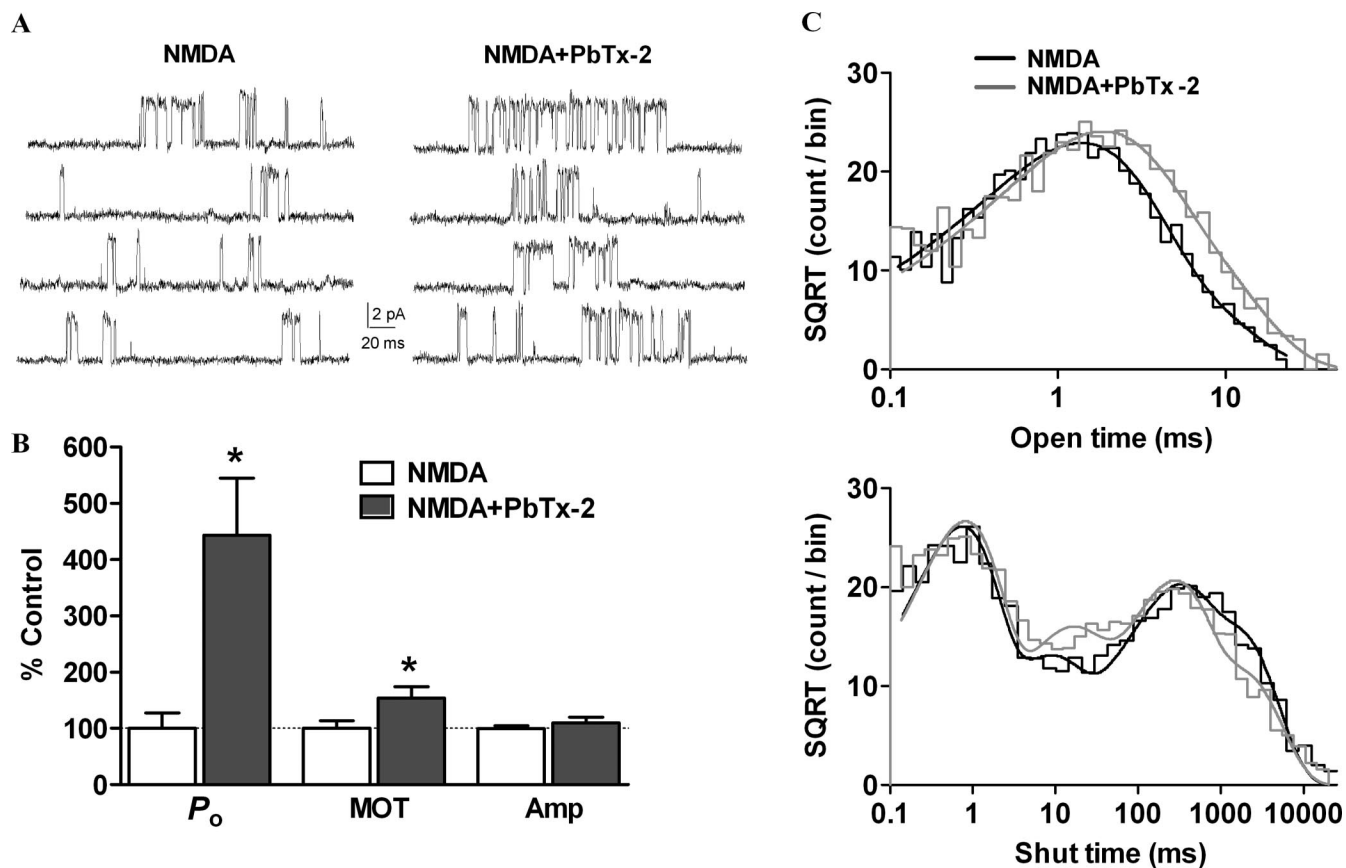 A
NMDA
NMDA+PbTx-2
2 pA
20 ms
B
600
500
400
300
200
100
0
% Control
*
*
NMDA
NMDA+PbTx-2
Po
MOT
Amp
C
NMDA
NMDA+PbTx -2
30
20
10
0
SQRT (count / bin)
0.1
1
10
Open time (ms)
30
20
10
0
SQRT (count / bin)
0.1
1
10
100
1000
10000
Shut time (ms)